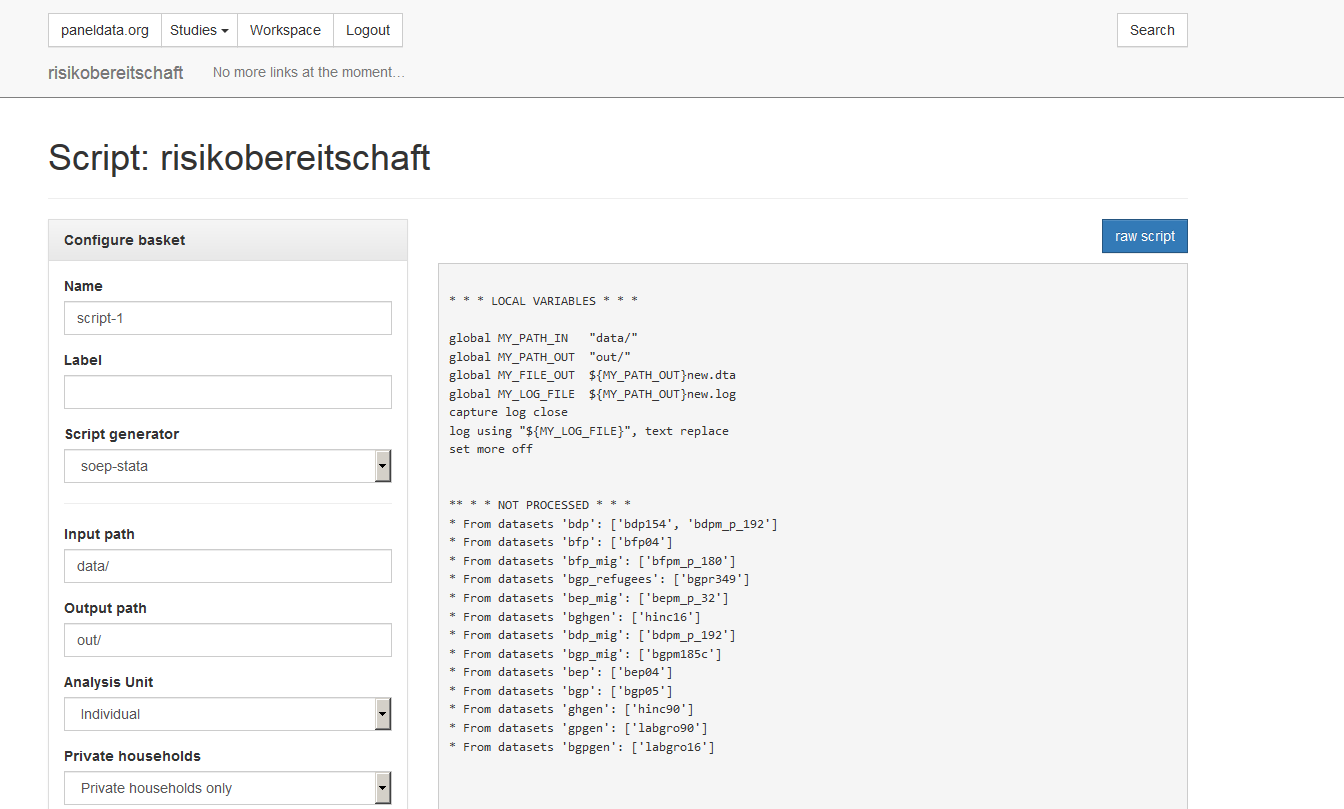 paneldata.org Studies Workspace Logout Search
risikobereitschaft No more links at the moment...
Script: risikobereitschaft
Configure basket
Name
script-1
Label
Script generator
soep-stata
Input path
data/
Output path
out/
Analysis Unit
Individual
Private households
Private households only
raw script
* * * LOCAL VARIABLES * * *
global MY_PATH_IN "data/"
global MY_PATH_OUT "out/"
global MY_FILE_OUT ${MY_PATH_OUT}new.dta
global MY_LOG_FILE ${MY_PATH_OUT}new.log
capture log close
log using "${MY_LOG_FILE}", text replace
set more off
** * * NOT PROCESSED * * *
* From datasets 'bdp': ['bdp154', 'bdpm_p_192']
* From datasets 'bfp': ['bfp04']
* From datasets 'bfp_mig': ['bfpm_p_180']
* From datasets 'bgp_refugees': ['bgpr349']
* From datasets 'bep_mig': ['bepm_p_32']
* From datasets 'bghgen': ['hinc16']
* From datasets 'bdp_mig': ['bdpm_p_192']
* From datasets 'bgp_mig': ['bgpm185c']
* From datasets 'bep': ['bep04']
* From datasets 'bgp': ['bgp05']
* From datasets 'ghgen': ['hinc90']
* From datasets 'gpgen': ['labgro90']
* From datasets 'bgpgen': ['labgro16']